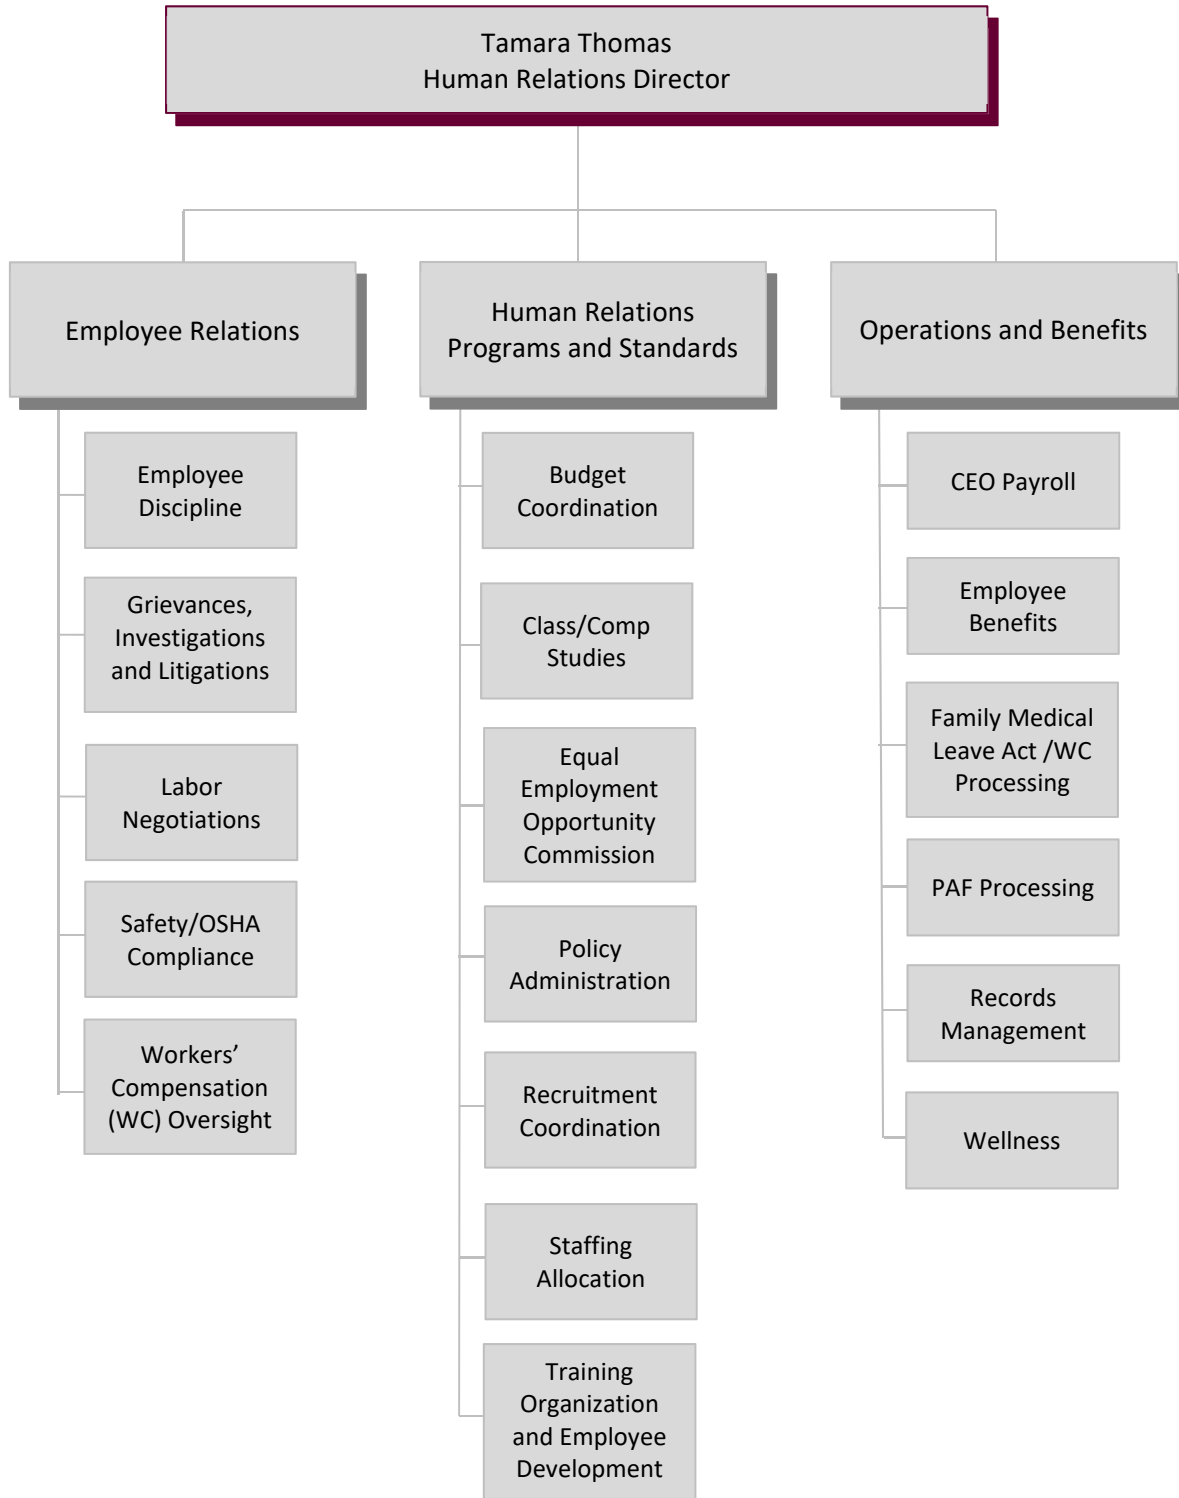 Tamara Thomas
Human Relations Director
Employee Relations
Employee
Discipline
Grievances,
Investigations
and Litigations
Labor
Negotiations
Safety/OSHA
Compliance
Workers’
Compensation
(WC) Oversight
Human Relations
Programs and Standards
Budget
Coordination
Class/Comp
Studies
Equal
Employment
Opportunity
Commission
Policy
Administration
Recruitment
Coordination
Staffing
Allocation
Training
Organization
and Employee
Development
Operations and Benefits
CEO Payroll
Employee
Benefits
Family Medical
Leave Act /WC
Processing
PAF Processing
Records
Management
Wellness